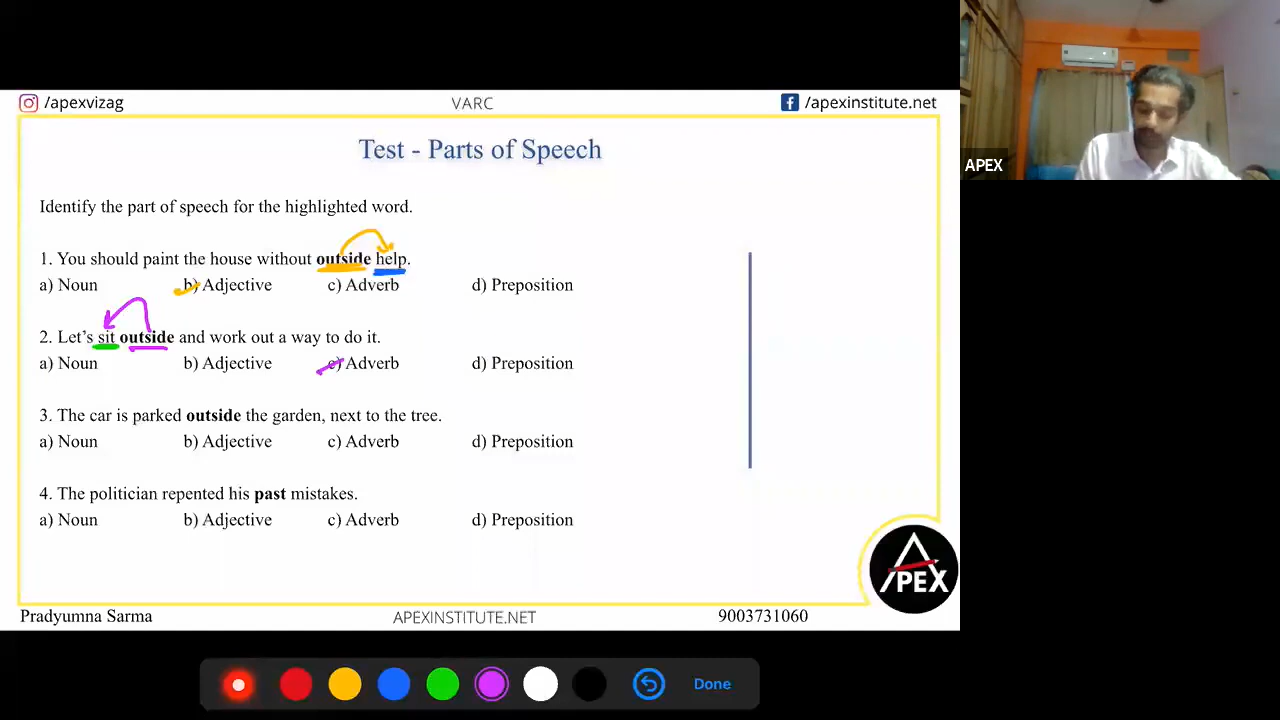 /apexvizag
VARC
/apexinstitute.net
Test - Parts of Speech
APEX
Identify the part of speech for the highlighted word.
1. You should paint the house without outside help.
a) Noun b) Adjective c) Adverb d) Preposition
2. Let’s sit outside and work out a way to do it.
a) Noun b) Adjective c) Adverb d) Preposition
3. The car is parked outside the garden, next to the tree.
a) Noun b) Adjective c) Adverb d) Preposition
4. The politician repented his past mistakes.
a) Noun b) Adjective c) Adverb d) Preposition
APEX
Pradyumna Sarma
APEXINSTITUTE.NET
9003731060
Done